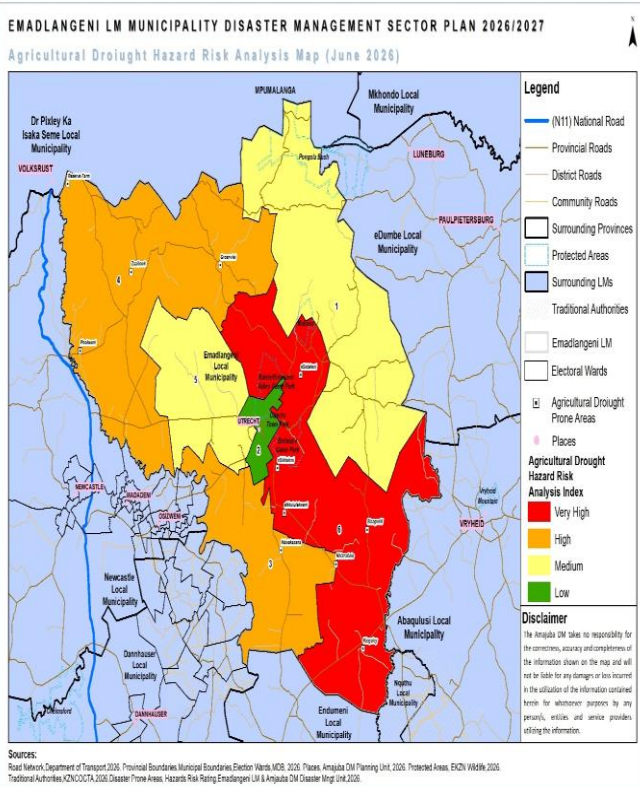 EMADLANGENI LM MUNICIPALITY DISASTER MANAGEMENT SECTOR PLAN 2026/2027
Agricultural Droiught Hazard Risk Analysis Map (June 2026)
N
MPUMALANGA
Mkhondo Local
Municipality
Dr Pixley Ka
Isaka Seme Local
Municipality
VOLKSRUST
LUNEBURG
Pongola Bush
PAULPIETERSBURG
eDumbe Local
Municipality
4
1
Emadlangeni
Local
Municipality
5
UTRECHT
2
NEWCASTLE
MADADENI
OSIZWENI
Vryheid
Mountain
VRYHEID
6
3
Newcastle
Local
Municipality
Abaqulusi Local
Municipality
Dannhauser
Local
Municipality
Nquthu
Local
Municipality
DANNHAUSER
Endumeni
Local
Municipality
Legend
(N11) National Road
Provincial Roads
District Roads
Community Roads
Surrounding Provinces
Protected Areas
Surrounding LMs
Traditional Authorities
Emadlangeni LM
Electoral Wards
Agricultural Droiught
Prone Areas
Places
Agricultural Drought
Hazard Risk
Analysis Index
Very High
High
Medium
Low
Disclaimer
The Amajuba DM takes no responsibility for
the correctness, accuracy and completeness of
the information shown on the map and will
not be liable for any damages or loss incurred
in the utilization of the information contained
herein for whatsoever purposes by any
person/s, entities and service providers
utilizing the information.
Sources:
Road Network,Department of Transport,2026. Provincial Boundaries,Municipal Boundaries,Election Wards,MDB, 2026. Places, Amajuba DM Planning Unit, 2026. Protected Areas, EKZN Wildlife,2026.
Traditional Authorities,KZNCOGTA,2026.Disaster Prone Areas, Hazards Risk Rating,Emadlangeni LM & Amjauba DM Disaster Mngt Unit,2026.